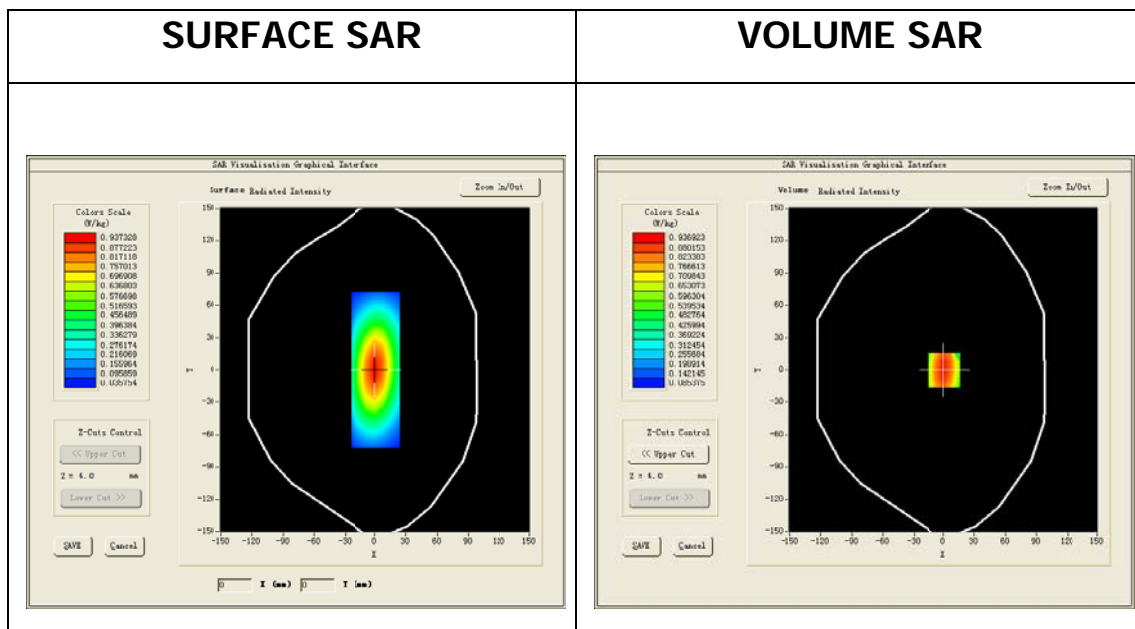 SURFACE SAR
VOLUME SAR
SAR Visualisation Graphical Interface
Surface Radiated Intensity
Zoom In/Out
Colors Scale
(W/kg)
0.937328
0.877223
0.817118
0.757013
0.696908
0.636803
0.576698
0.516593
0.456489
0.396384
0.336279
0.276174
0.216069
0.155964
0.095859
0.035754
Z-Cuts Control
<< Upper Cut
Z = 4.0 mm
Lower Cut >>
SAVE Cancel
150
120
90
60
30
0
-30
-60
-90
-120
-150
Y
-150 -120 -90 -60 -30 0 30 60 90 120 150
X
0 X (mm) 0 Y (mm)
SAR Visualisation Graphical Interface
Volume Radiated Intensity
Zoom In/Out
Colors Scale
(W/kg)
0.936923
0.880153
0.823383
0.766613
0.709843
0.653073
0.596304
0.539534
0.482764
0.425994
0.369224
0.312454
0.255684
0.198914
0.142145
0.085375
Z-Cuts Control
<< Upper Cut
Z = 4.0 mm
Lower Cut >>
SAVE Cancel
150
120
90
60
30
0
-30
-60
-90
-120
-150
Y
-150 -120 -90 -60 -30 0 30 60 90 120 150
X